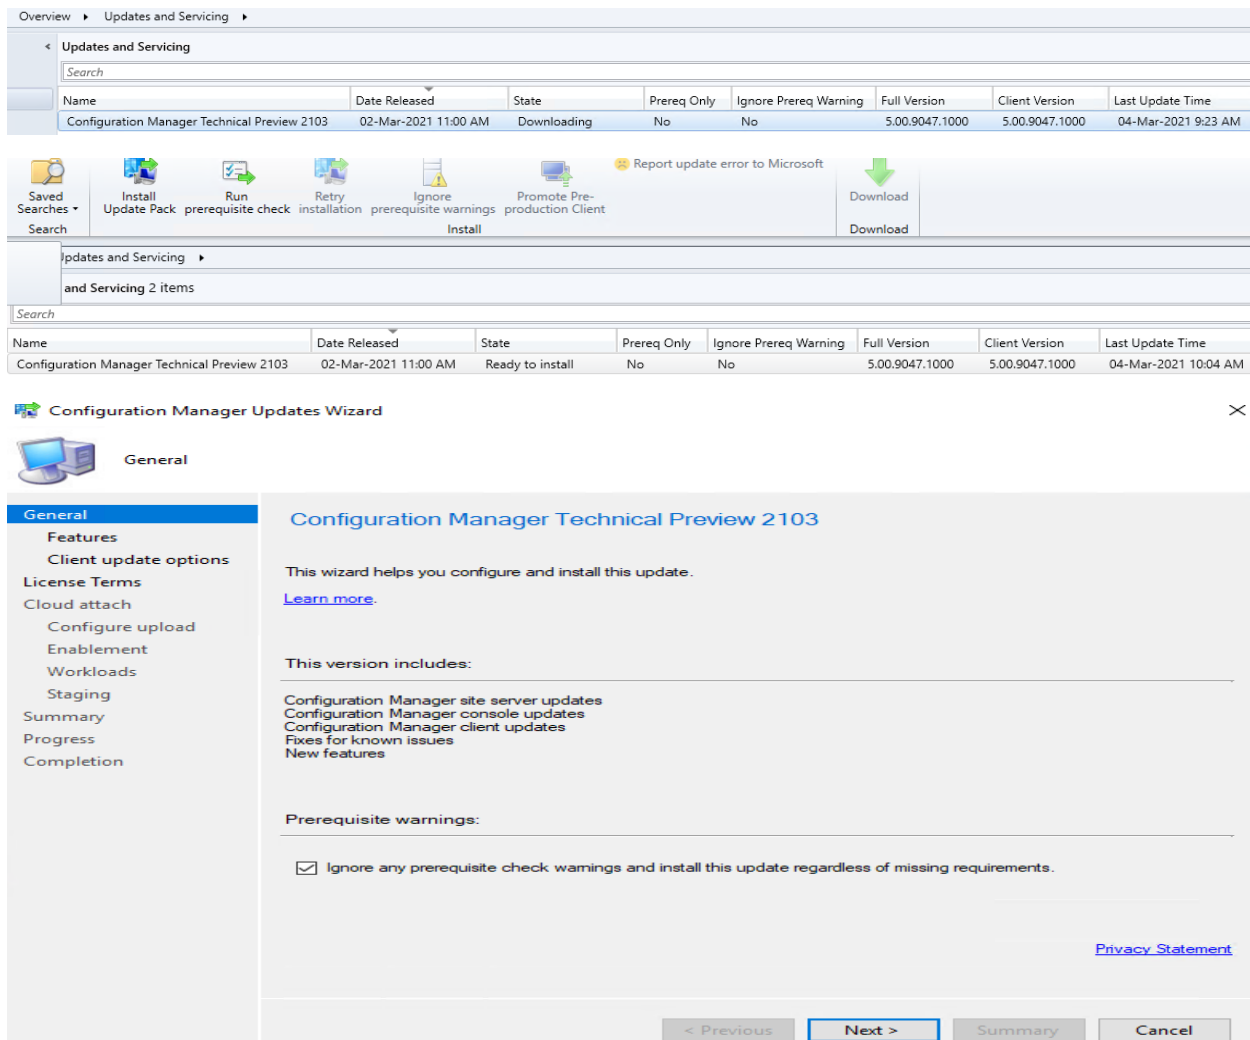 Overview ▸ Updates and Servicing ▸
Updates and Servicing
Search
Name Date Released State Prereq Only Ignore Prereq Warning Full Version Client Version Last Update Time
Configuration Manager Technical Preview 2103 02-Mar-2021 11:00 AM Downloading No No 5.00.9047.1000 5.00.9047.1000 04-Mar-2021 9:23 AM
Report update error to Microsoft
Saved Install Run Retry Ignore Promote Pre- Download
Searches Update Pack prerequisite check installation prerequisite warnings production Client
Search Install Download
Updates and Servicing ▸
and Servicing 2 items
Search
Name Date Released State Prereq Only Ignore Prereq Warning Full Version Client Version Last Update Time
Configuration Manager Technical Preview 2103 02-Mar-2021 11:00 AM Ready to install No No 5.00.9047.1000 5.00.9047.1000 04-Mar-2021 10:04 AM
Configuration Manager Updates Wizard
General
General
Features
Client update options
License Terms
Cloud attach
Configure upload
Enablement
Workloads
Staging
Summary
Progress
Completion
Configuration Manager Technical Preview 2103
This wizard helps you configure and install this update.
Learn more.
This version includes:
Configuration Manager site server updates
Configuration Manager console updates
Configuration Manager client updates
Fixes for known issues
New features
Prerequisite warnings:
Ignore any prerequisite check warnings and install this update regardless of missing requirements.
Privacy Statement
< Previous Next > Summary Cancel